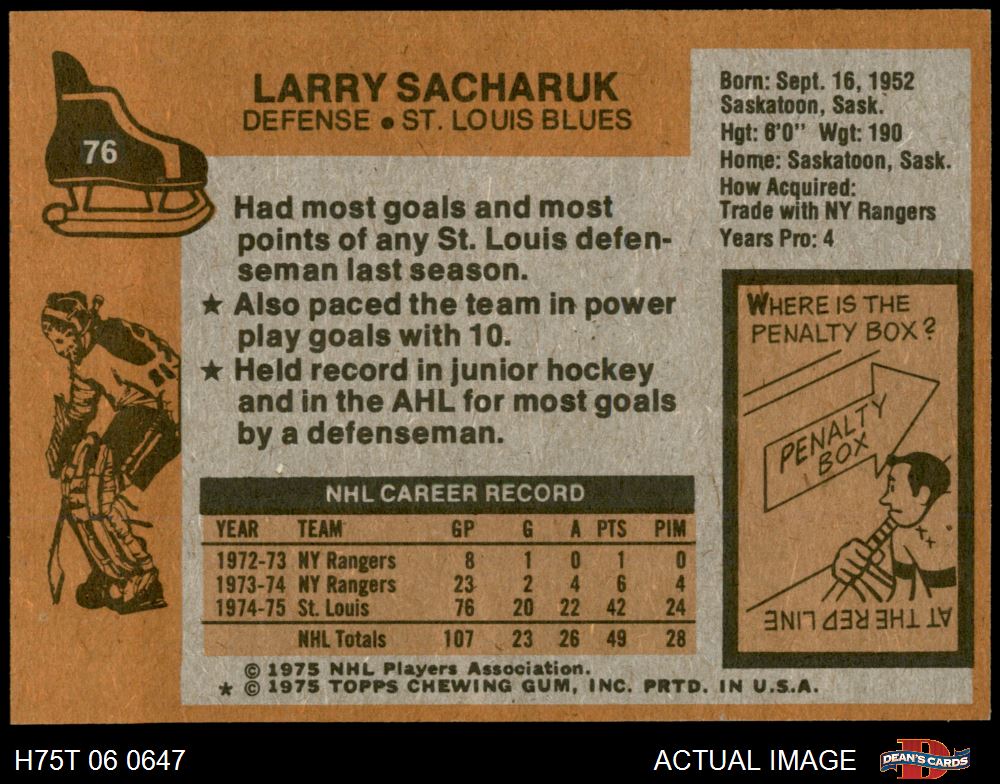 76
LARRY SACHARUK
DEFENSE • ST. LOUIS BLUES
Born: Sept. 16, 1952
Saskatoon, Sask.
Hgt: 6'0" Wgt: 190
Home: Saskatoon, Sask.
How Acquired:
Trade with NY Rangers
Years Pro: 4
Had most goals and most
points of any St. Louis defen-
seman last season.
★ Also paced the team in power
play goals with 10.
★ Held record in junior hockey
and in the AHL for most goals
by a defenseman.
NHL CAREER RECORD
YEAR TEAM GP G A PTS PIM
1972-73 NY Rangers 8 1 0 1 0
1973-74 NY Rangers 23 2 4 6 4
1974-75 St. Louis 76 20 22 42 24
NHL Totals 107 23 26 49 28
© 1975 NHL Players Association.
★ © 1975 TOPPS CHEWING GUM, INC. PRTD. IN U.S.A.
WHERE IS THE
PENALTY BOX?
PENALTY
BOX
AT THE RED LINE
H75T 06 0647
ACTUAL IMAGE
D
DEAN'S CARDS